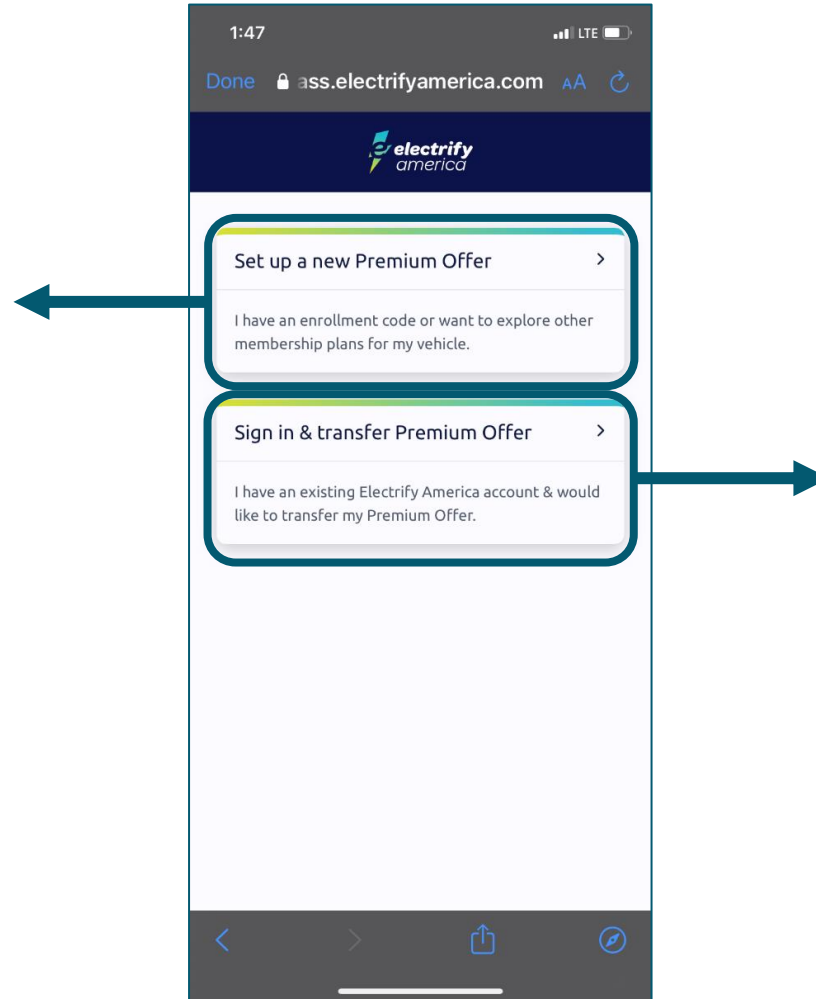 1:47
LTE
Done
ass.electrifyamerica.com
AA
electrify
america
Set up a new Premium Offer
I have an enrollment code or want to explore other
membership plans for my vehicle.
Sign in & transfer Premium Offer
I have an existing Electrify America account & would
like to transfer my Premium Offer.